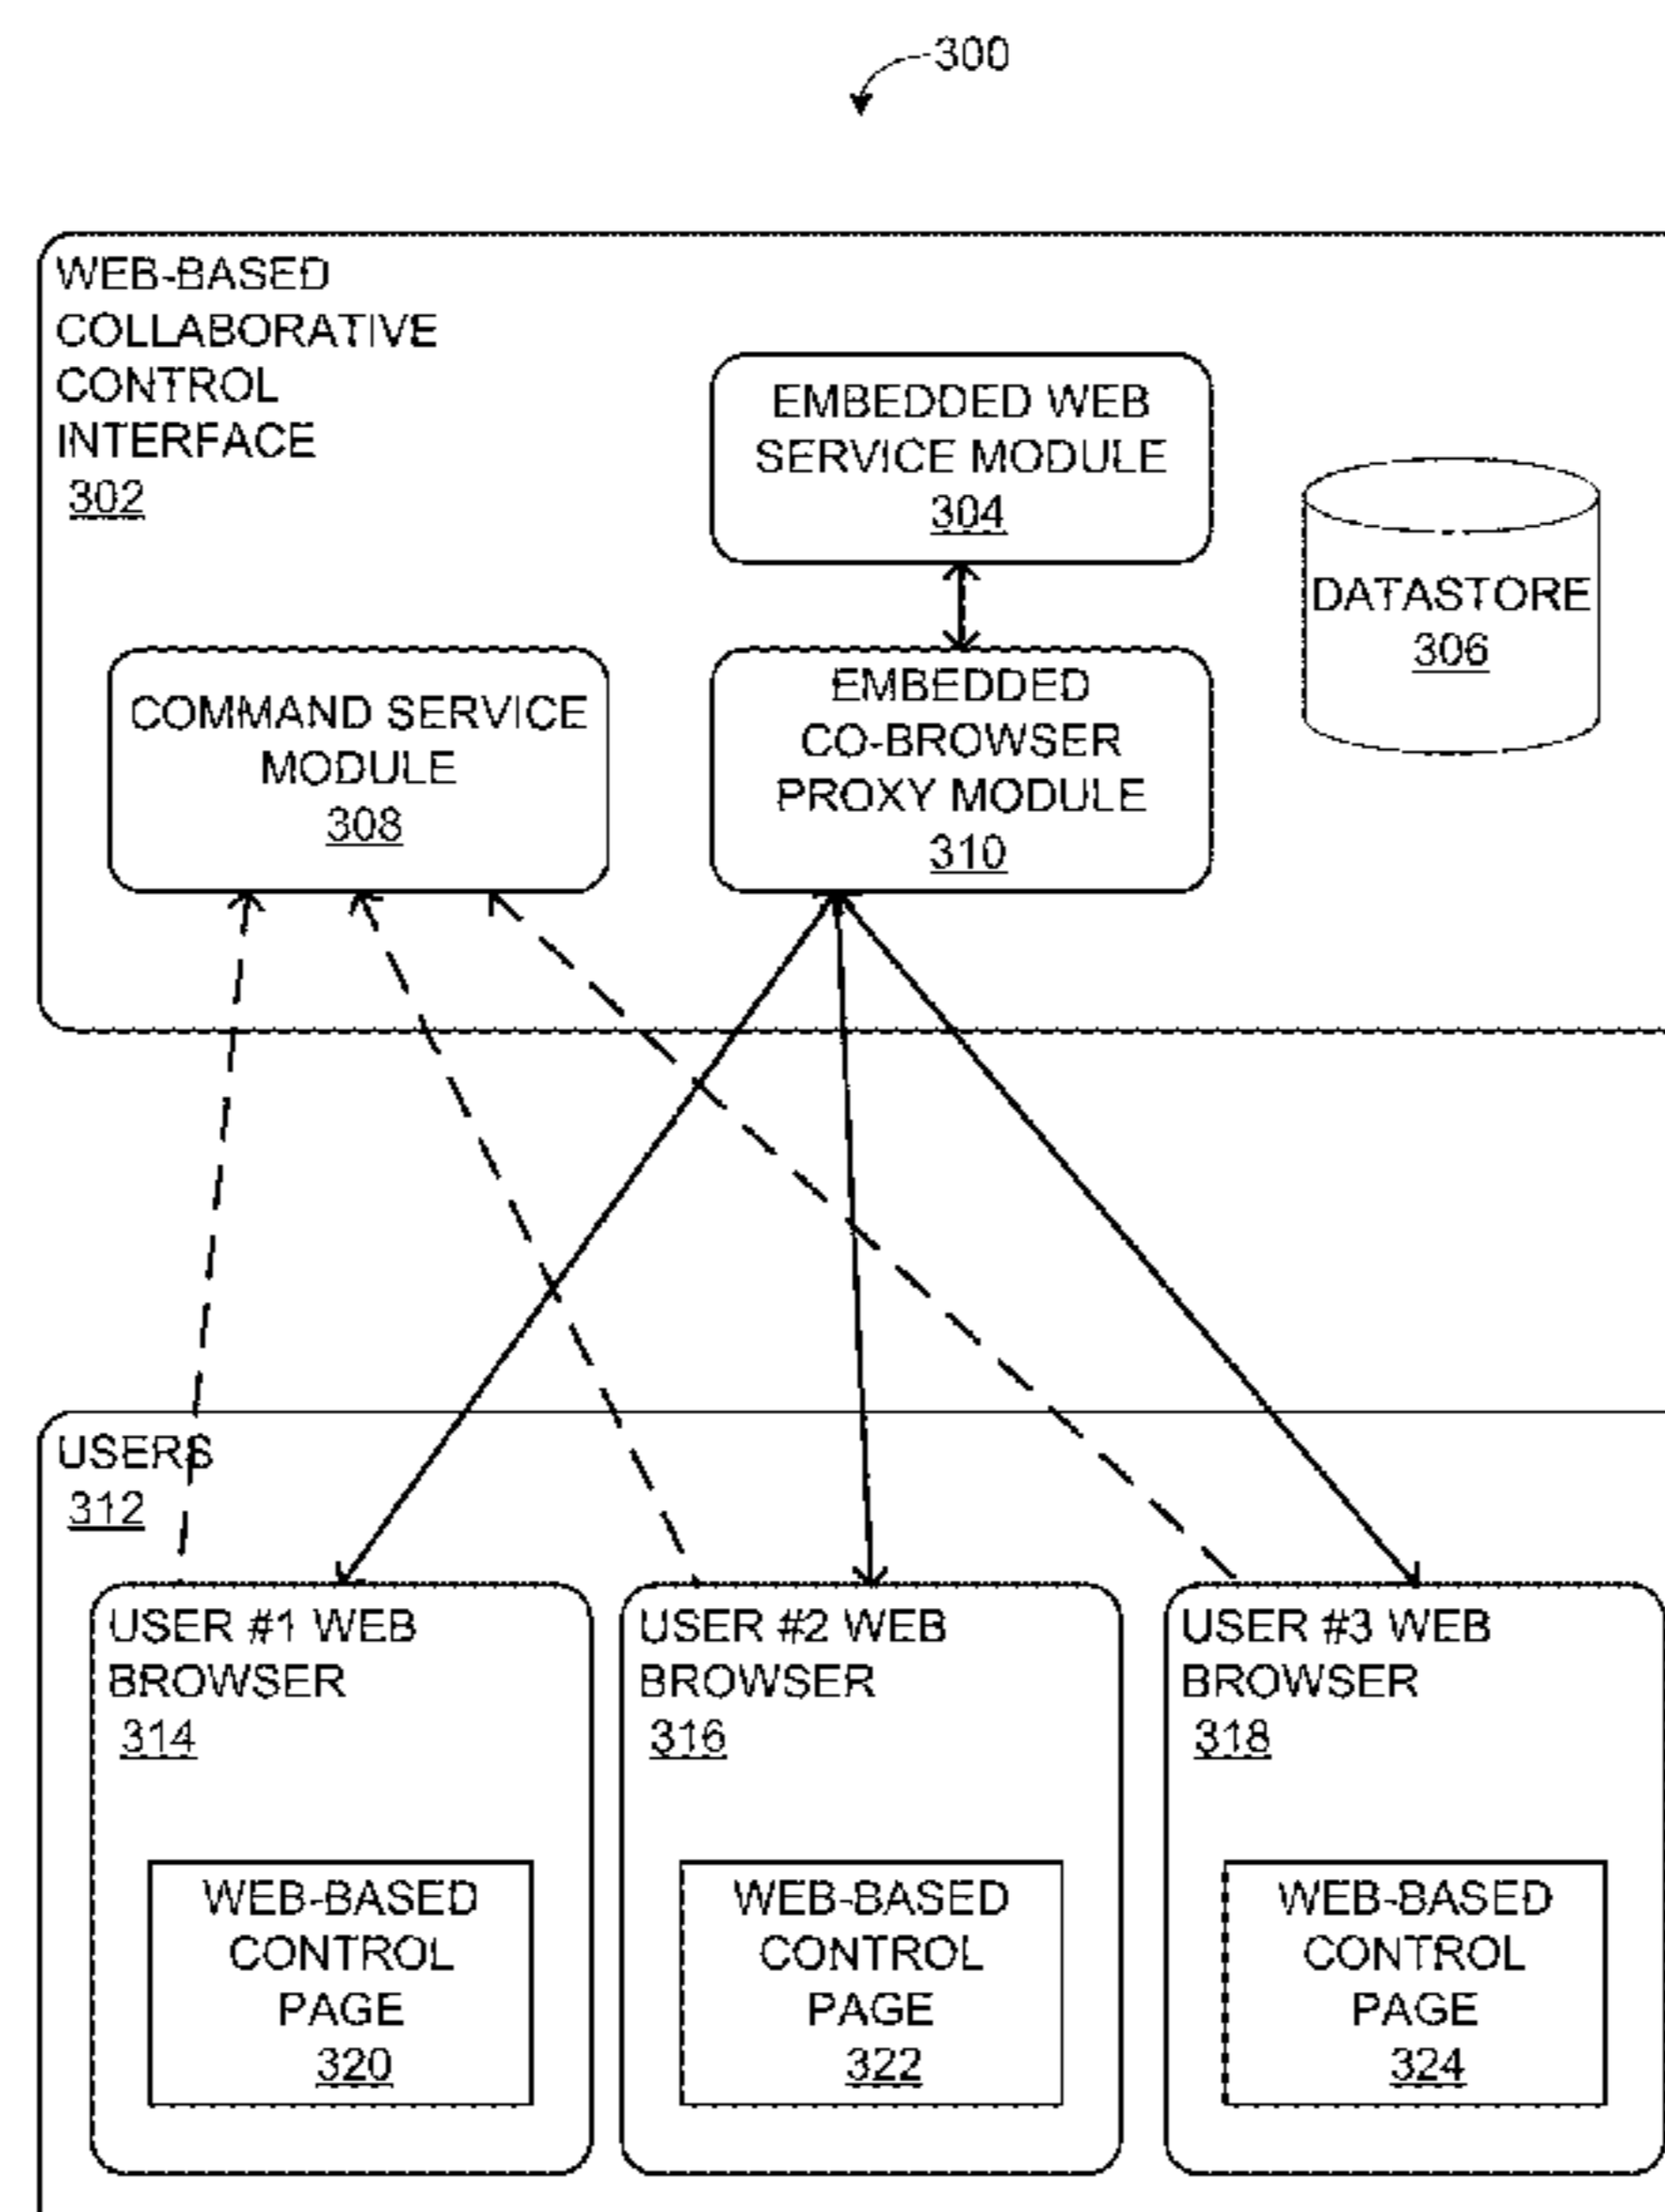 300
WEB-BASED
COLLABORATIVE
CONTROL
INTERFACE
302
EMBEDDED WEB
SERVICE MODULE
304
DATASTORE
306
COMMAND SERVICE
MODULE
308
EMBEDDED
CO-BROWSER
PROXY MODULE
310
USERS
312
USER #1 WEB
BROWSER
314
WEB-BASED
CONTROL
PAGE
320
USER #2 WEB
BROWSER
316
WEB-BASED
CONTROL
PAGE
322
USER #3 WEB
BROWSER
318
WEB-BASED
CONTROL
PAGE
324